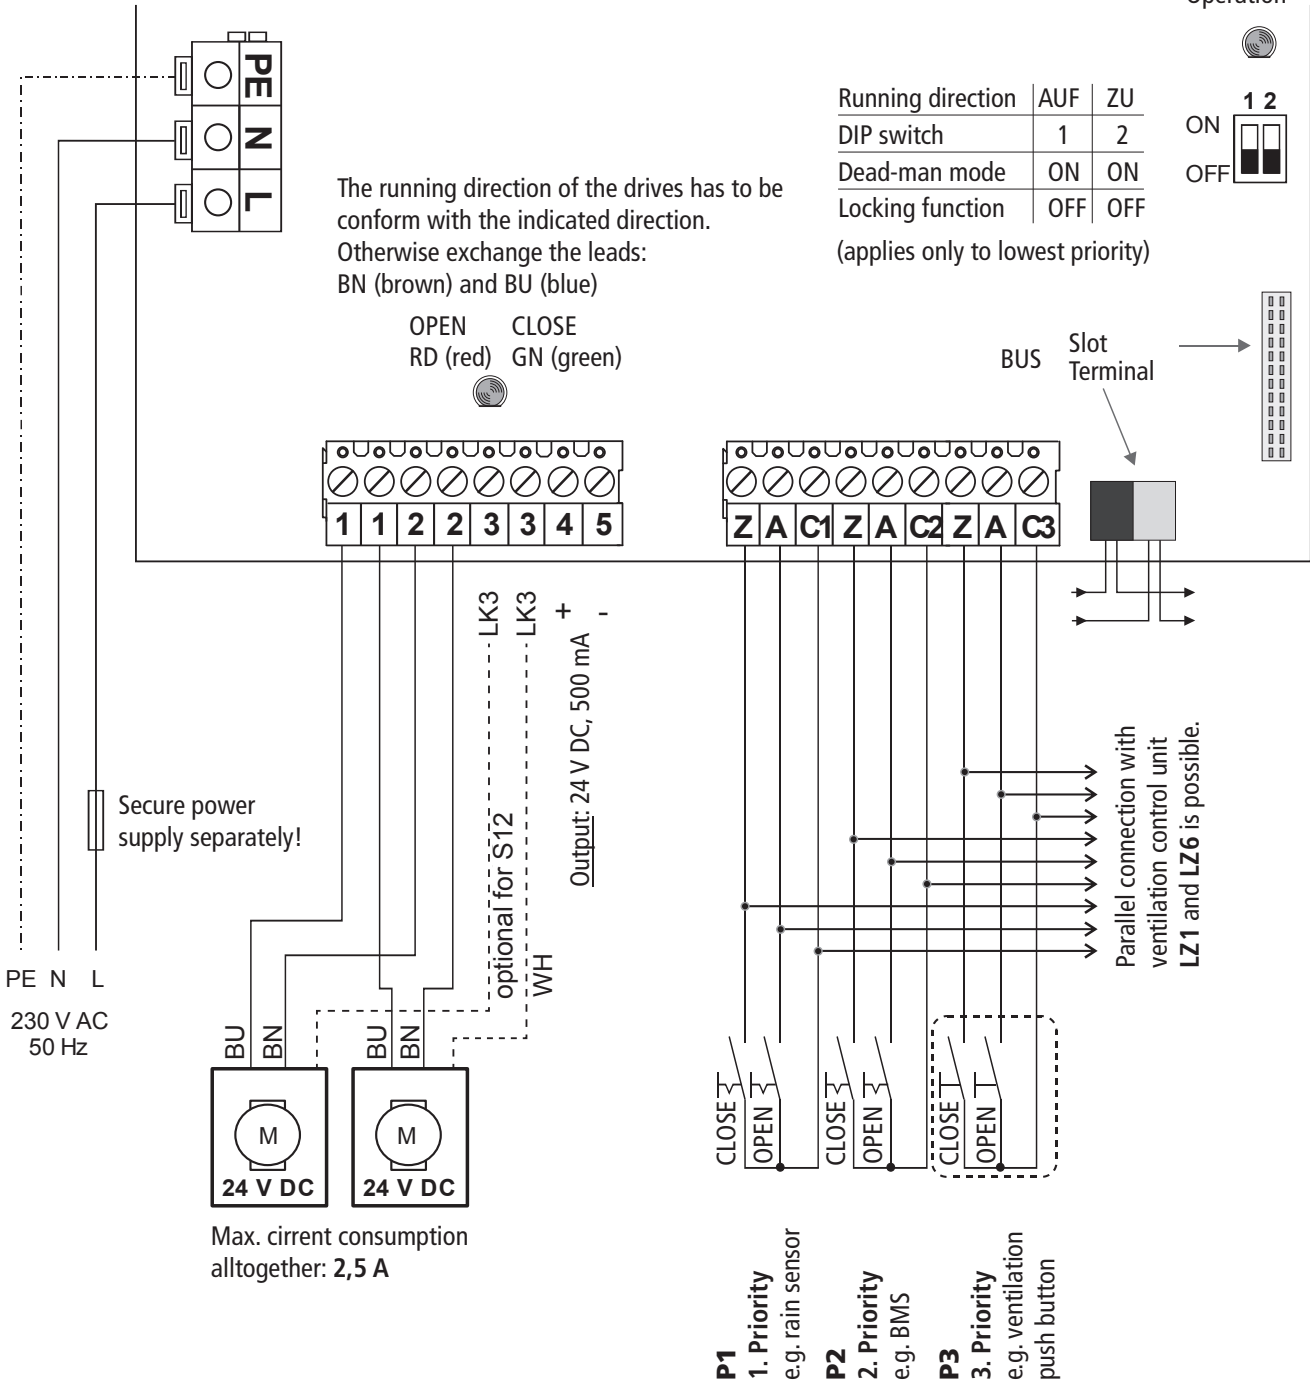 Operation
PE
N
L
Running direction AUF ZU
DIP switch 1 2
Dead-man mode ON ON
Locking function OFF OFF
(applies only to lowest priority)
1 2
ON
OFF
The running direction of the drives has to be
conform with the indicated direction.
Otherwise exchange the leads:
BN (brown) and BU (blue)
OPEN CLOSE
RD (red) GN (green)
BUS
Slot
Terminal
1 1 2 2 3 3 4 5
Z A C1 Z A C2 Z A C3
LK3
LK3
+
-
Output: 24 V DC, 500 mA
optional for S12
WH
Secure power
supply separately!
Parallel connection with
ventilation control unit
LZ1 and LZ6 is possible.
PE N L
230 V AC
50 Hz
BU
BN
BU
BN
M
24 V DC
M
24 V DC
Max. cirrent consumption
alltogether: 2,5 A
CLOSE
OPEN
CLOSE
OPEN
CLOSE
OPEN
P1
1. Priority
e.g. rain sensor
P2
2. Priority
e.g. BMS
P3
3. Priority
e.g. ventilation
push button